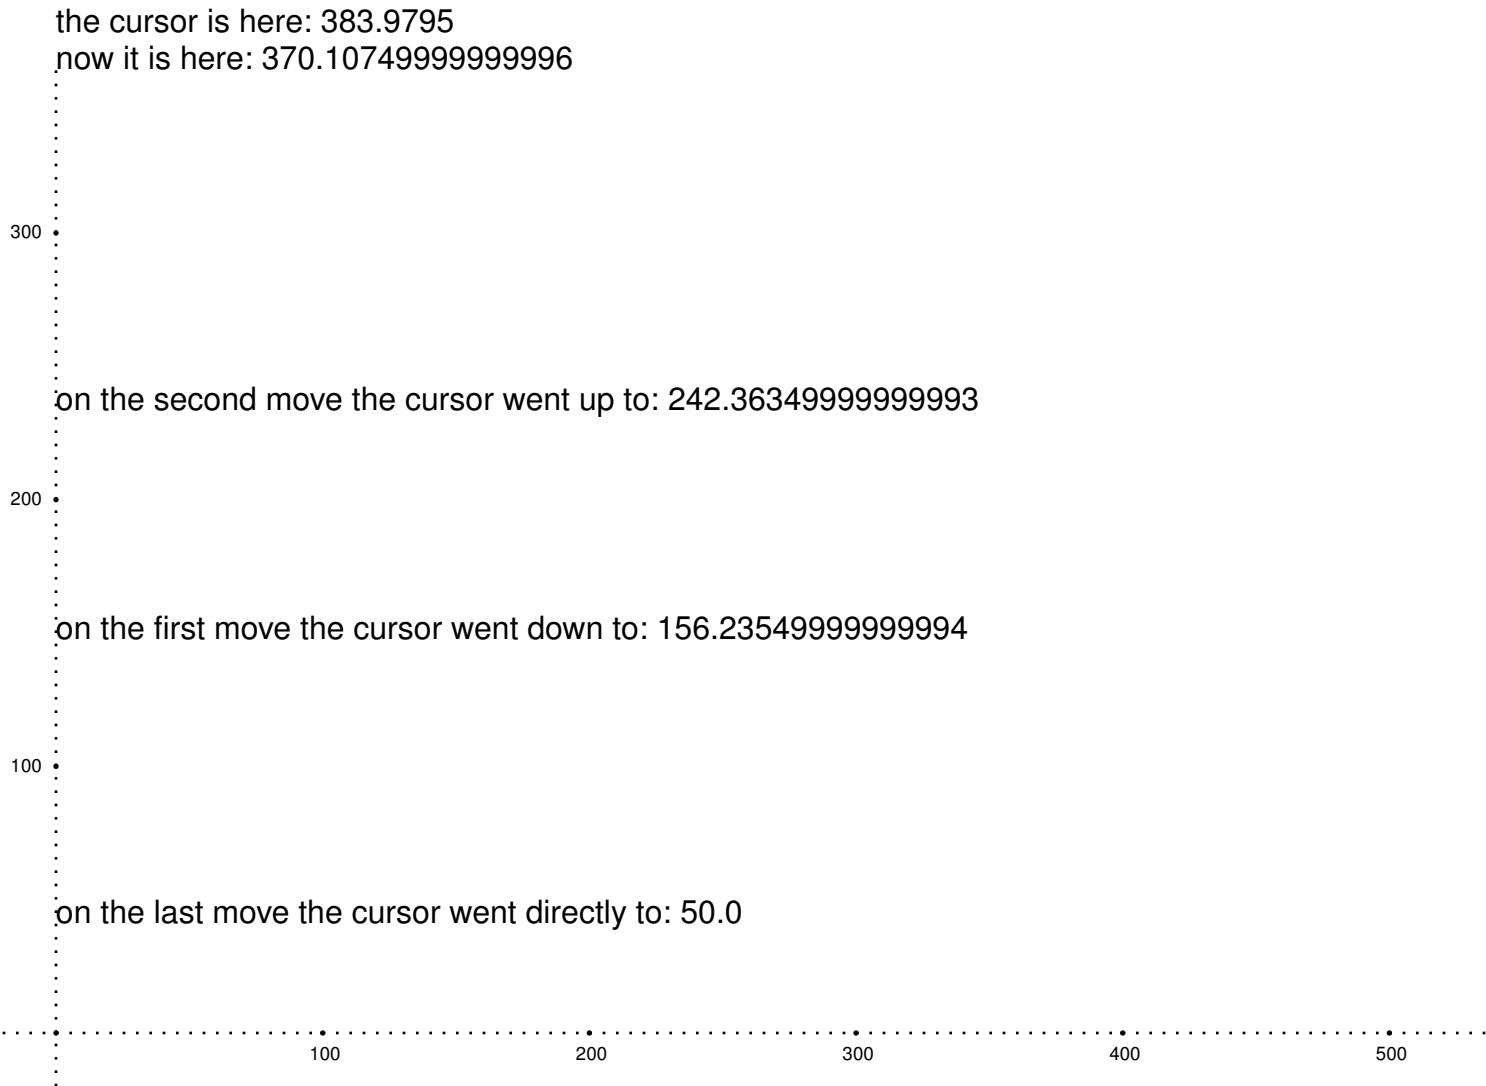 the cursor is here: 383.9795
now it is here: 370.10749999999996
300
on the second move the cursor went up to: 242.36349999999993
200
on the first move the cursor went down to: 156.23549999999994
100
on the last move the cursor went directly to: 50.0
100 200 300 400 500